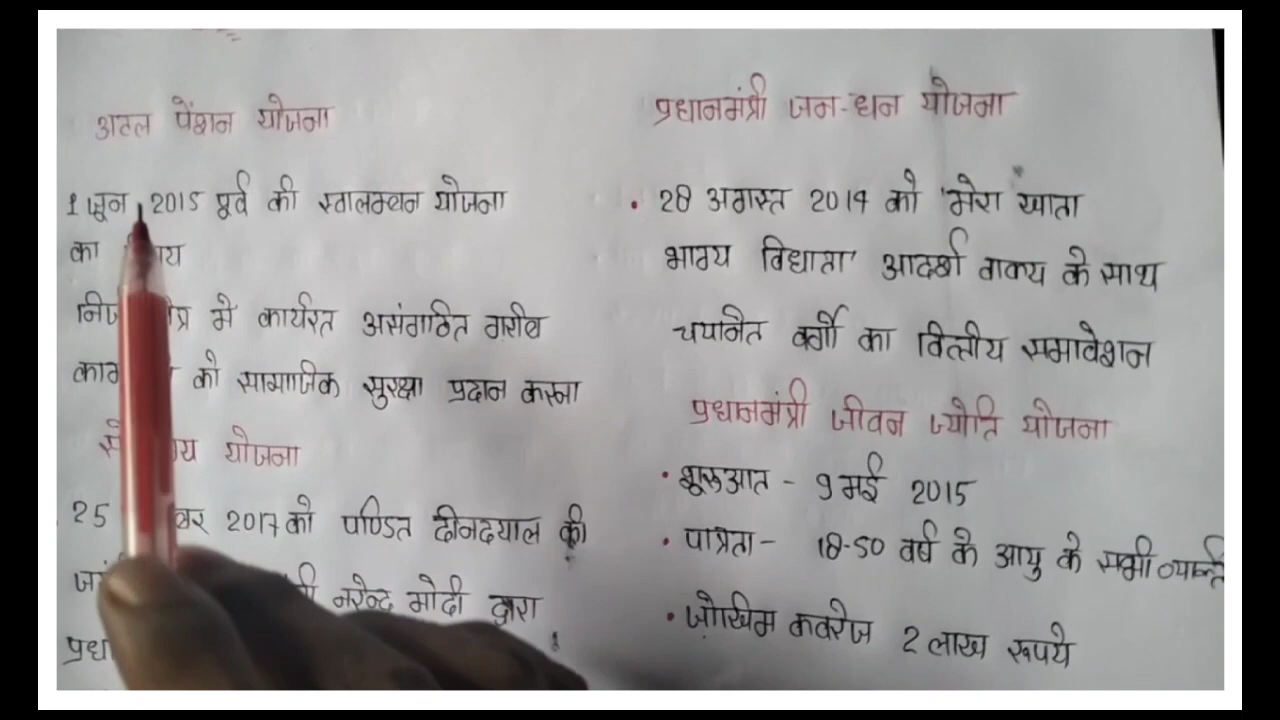 अटल पेंशन योजना
1 जून 2015 पूर्व की स्वालम्बन योजना
का
में कार्यरत असंगठित गरीब
को सामाजिक सुरक्षा प्रदान करना
योजना
25 2017 को पण्डित दीनदयाल की
नरेन्द्र मोदी द्वारा
प्रधानमंत्री जन-धन योजना
• 28 अगस्त 2014 को 'मेरा खाता
भाग्य विधाता' आदर्श वाक्य के साथ
चयनित वर्गो का वित्तीय समावेशन
प्रधानमंत्री जीवन ज्योति योजना
• शुरूआत - 9 मई 2015
• पात्रता - 18-50 वर्ष के आयु के सभी
• जोखिम कवरेज 2 लाख रूपये